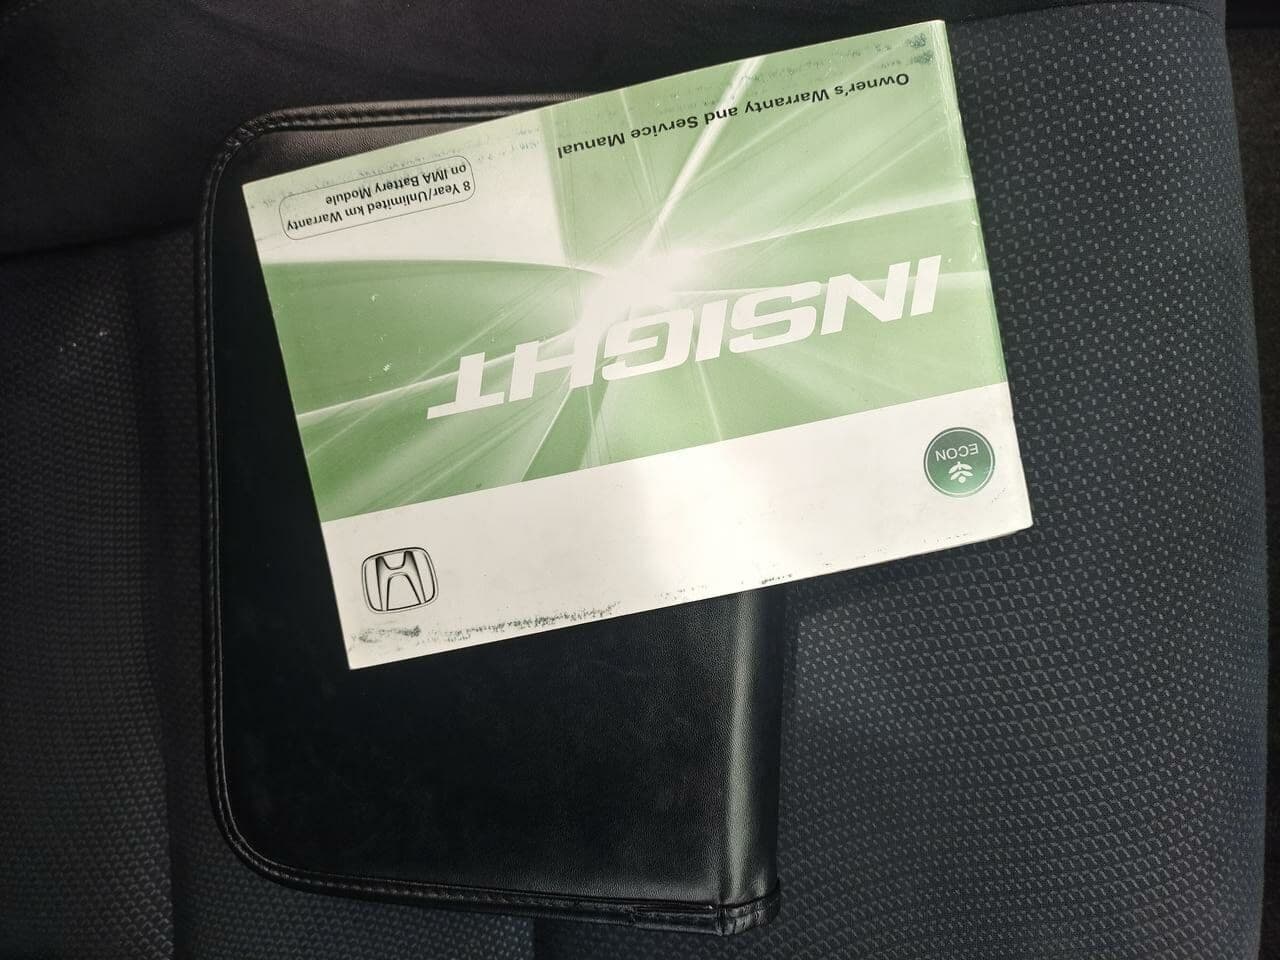 Owner's Warranty and Service Manual
8 Year/Unlimited km Warranty
on IMA Battery Module
INSIGHT
ECON